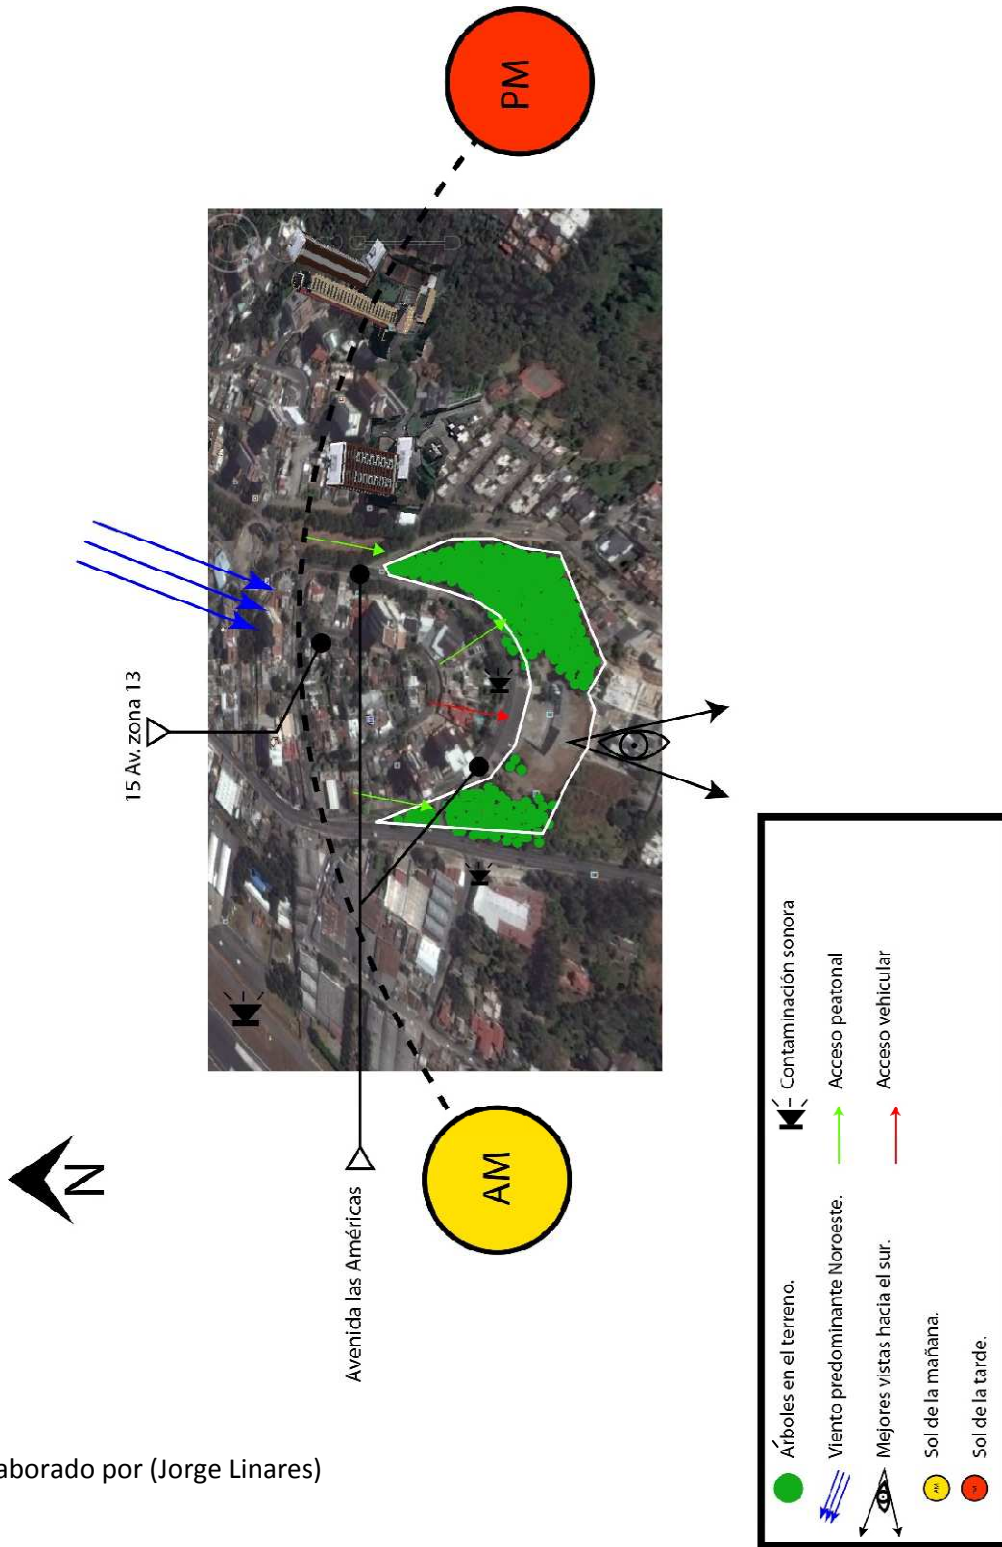 PM
15 Av. zona 13
N
AM
Avenida las Américas
aborado por (Jorge Linares)
Árboles en el terreno.
Viento predominante Noroeste.
Mejores vistas hacia el sur.
AM Sol de la mañana.
Sol de la tarde.
Contaminación sonora
Acceso peatonal
Acceso vehicular